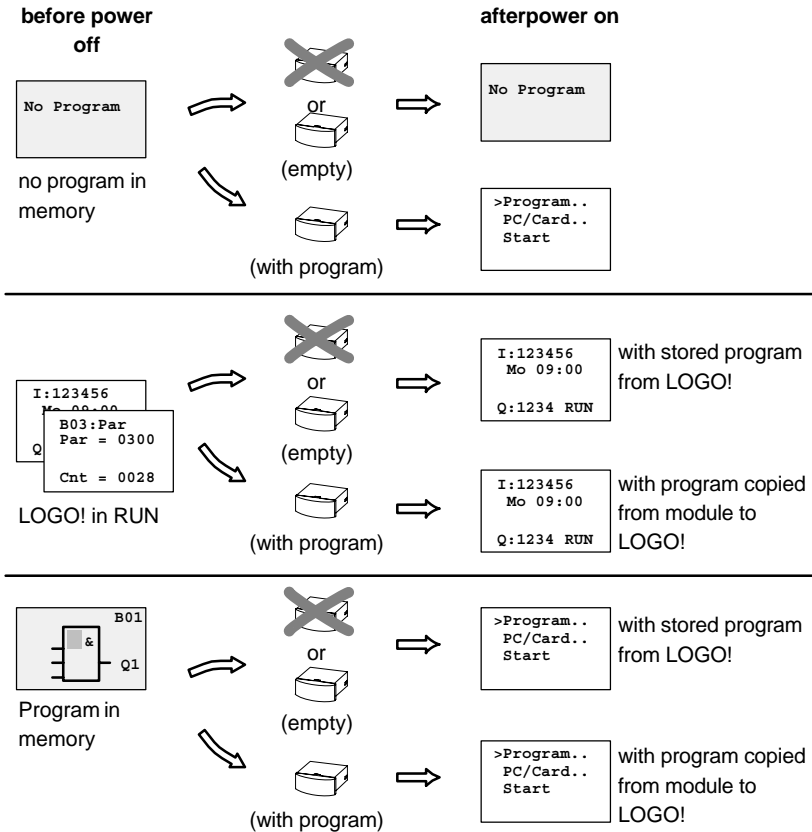 before power
off
afterpower on
No Program
no program in
memory
or
(empty)
No Program
(with program)
>Program..
PC/Card..
Start
I:123456
Mo 09:00
Q
B03:Par
Par = 0300
Cnt = 0028
LOGO! in RUN
or
(empty)
I:123456
Mo 09:00
Q:1234 RUN
with stored program
from LOGO!
(with program)
I:123456
Mo 09:00
Q:1234 RUN
with program copied
from module to
LOGO!
B01
&
Q1
Program in
memory
or
(empty)
>Program..
PC/Card..
Start
with stored program
from LOGO!
(with program)
>Program..
PC/Card..
Start
with program copied
from module to
LOGO!